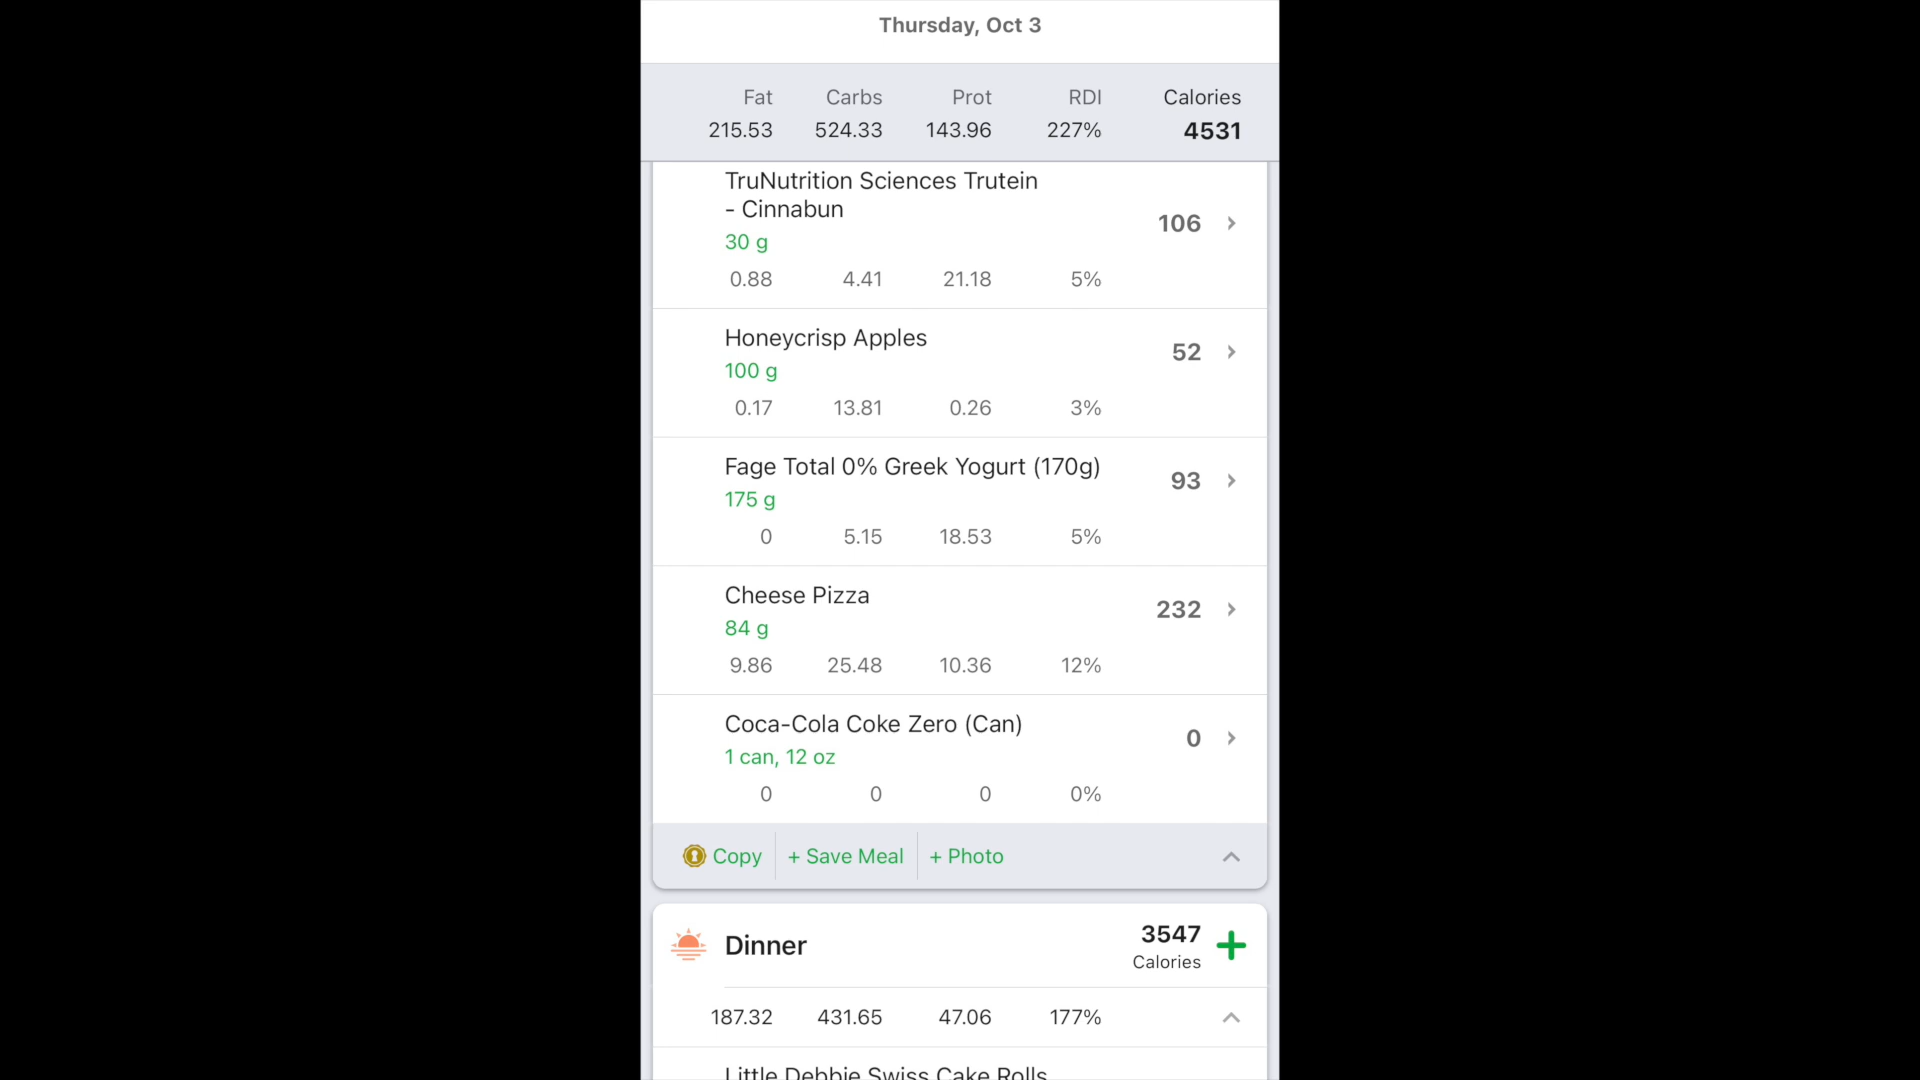 Thursday, Oct 3
Fat Carbs Prot RDI Calories
215.53 524.33 143.96 227% 4531
TruNutrition Sciences Trutein
- Cinnabun
106
30 g
0.88 4.41 21.18 5%
Honeycrisp Apples
52
100 g
0.17 13.81 0.26 3%
Fage Total 0% Greek Yogurt (170g)
93
175 g
0 5.15 18.53 5%
Cheese Pizza
232
84 g
9.86 25.48 10.36 12%
Coca-Cola Coke Zero (Can)
0
1 can, 12 oz
0 0 0 0%
Copy + Save Meal + Photo
Dinner 3547
Calories
187.32 431.65 47.06 177%
Little Debbie Swiss Cake Rolls